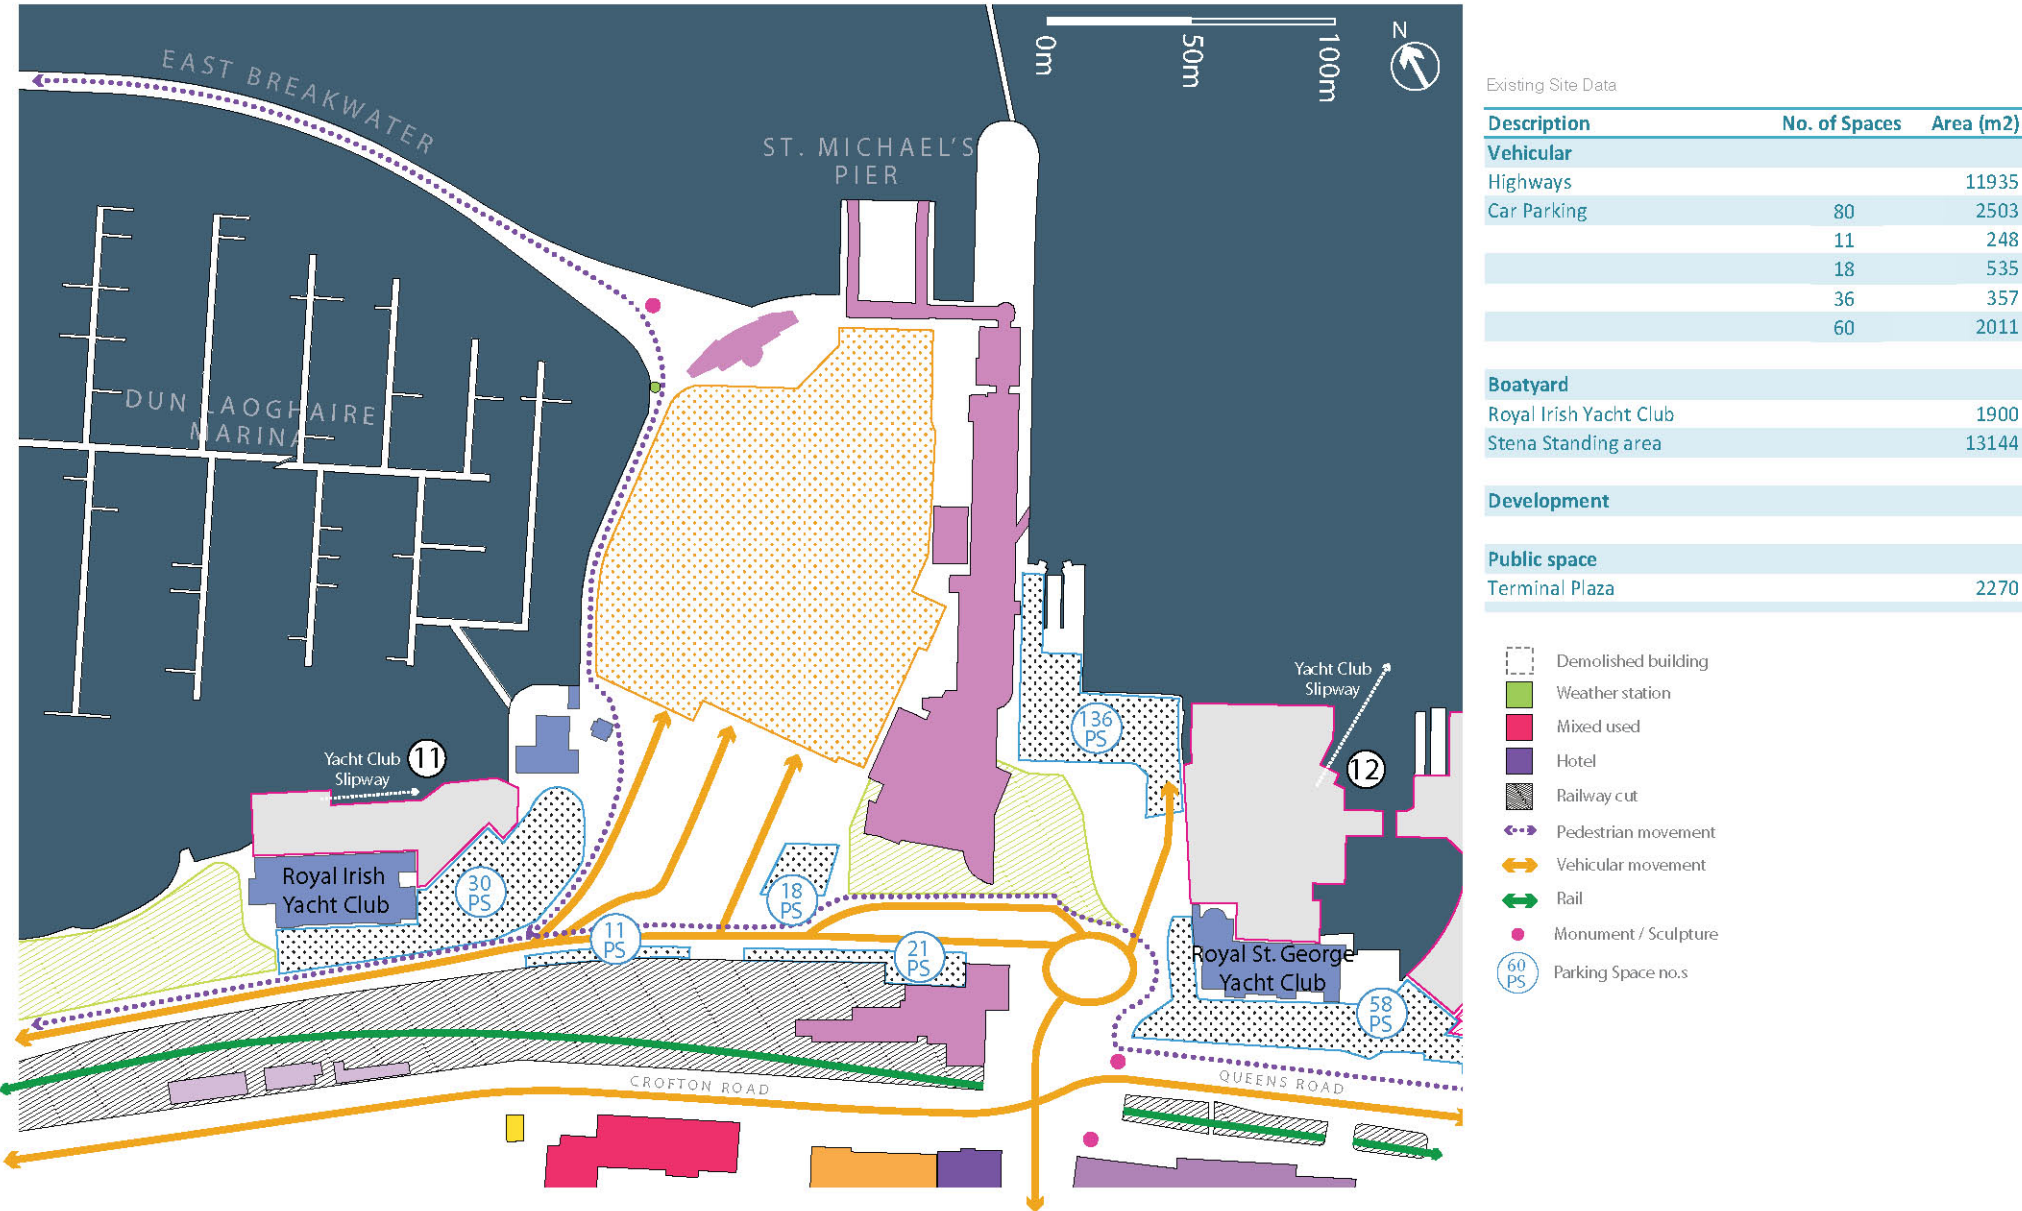 EAST BREAKWATER
ST. MICHAEL'S
PIER
0m
50m
100m
N
DUN LAOGHAIRE
MARINA
Yacht Club
Slipway
11
Yacht Club
Slipway
12
136
PS
Royal Irish
Yacht Club
30
PS
18
PS
11
PS
21
PS
Royal St. George
Yacht Club
58
PS
CROFTON ROAD
QUEENS ROAD
Existing Site Data
Description No. of Spaces Area (m2)
Vehicular
Highways 11935
Car Parking 80 2503
11 248
18 535
36 357
60 2011
Boatyard
Royal Irish Yacht Club 1900
Stena Standing area 13144
Development
Public space
Terminal Plaza 2270
Demolished building
Weather station
Mixed used
Hotel
Railway cut
Pedestrian movement
Vehicular movement
Rail
Monument / Sculpture
60
PS
Parking Space no.s